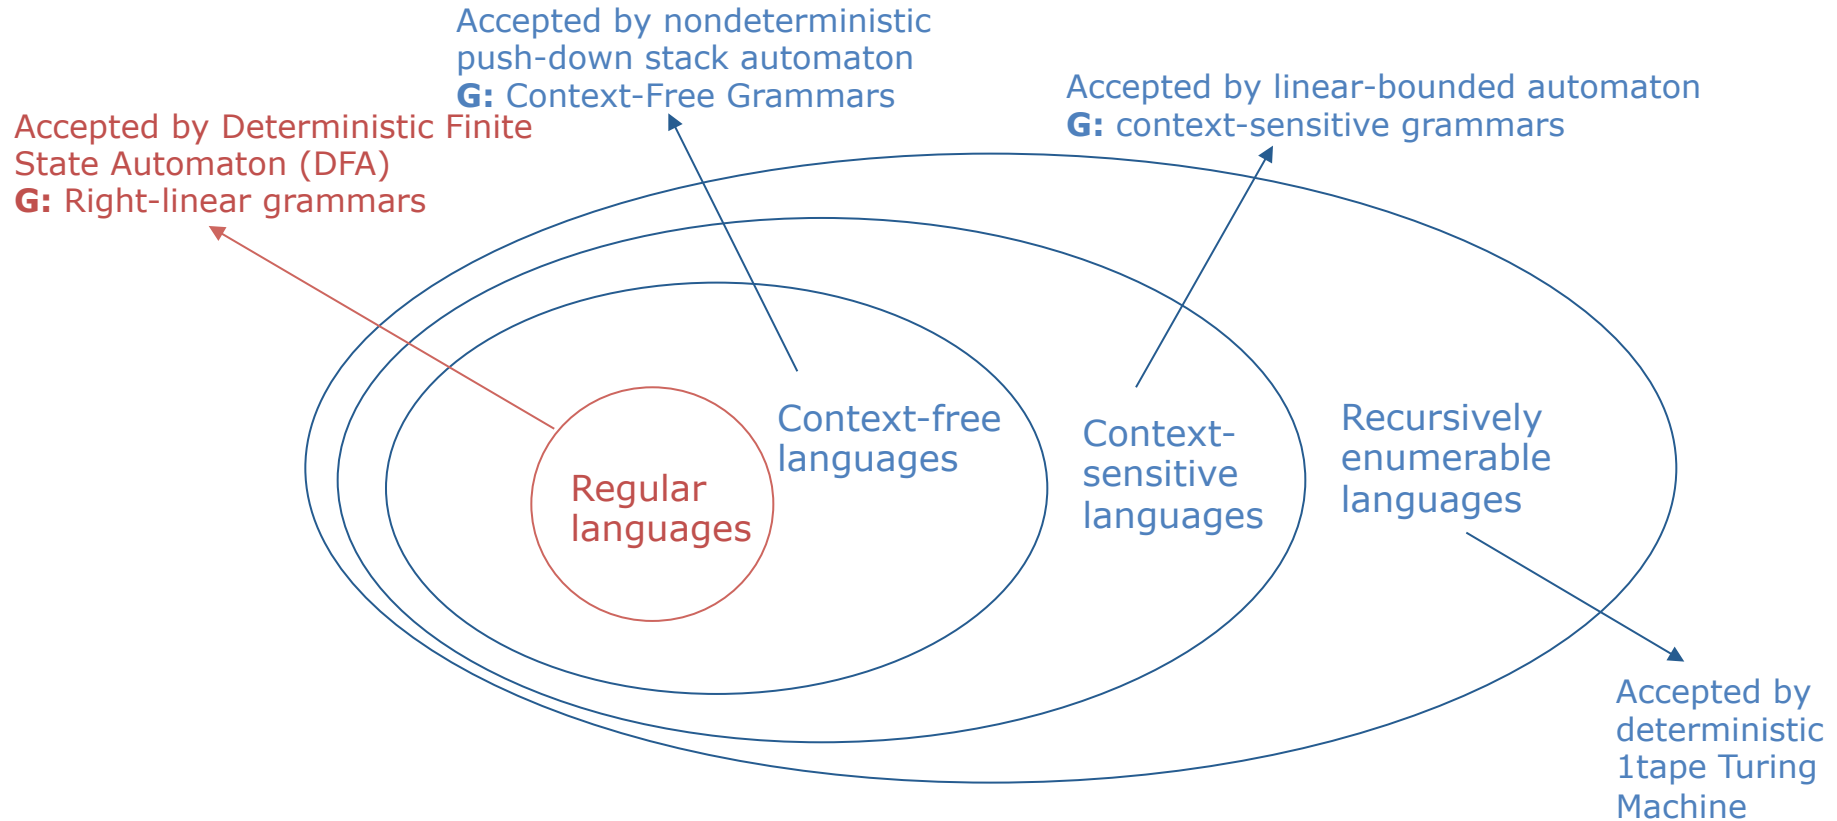 Accepted by nondeterministic
push-down stack automaton
G: Context-Free Grammars
Accepted by linear-bounded automaton
G: context-sensitive grammars
Accepted by Deterministic Finite
State Automaton (DFA)
G: Right-linear grammars
Regular
languages
Context-free
languages
Context-
sensitive
languages
Recursively
enumerable
languages
Accepted by
deterministic
1tape Turing
Machine